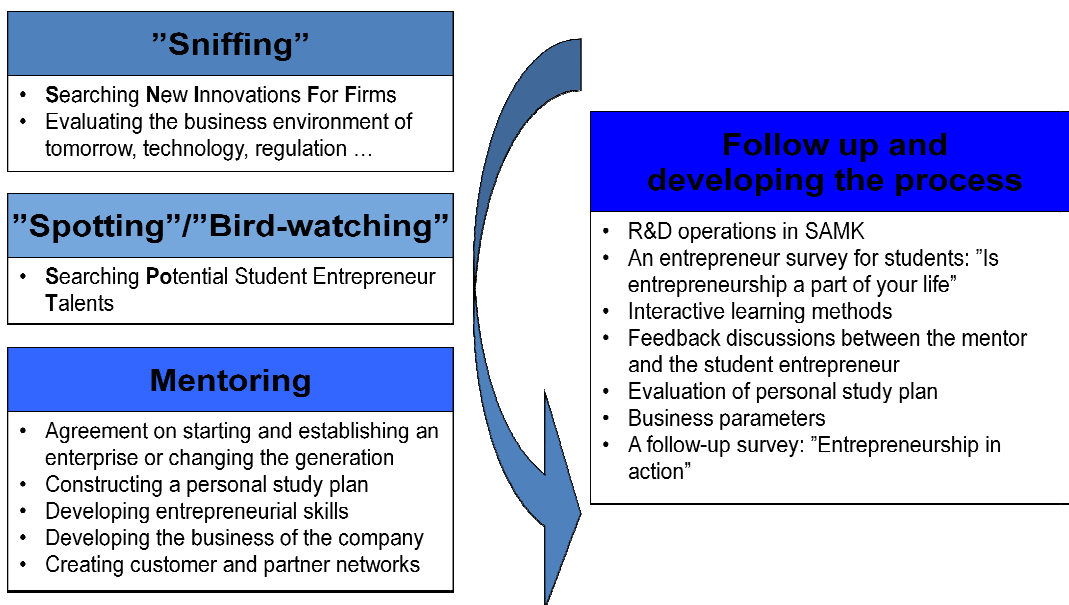 ”Sniffing”
• Searching New Innovations For Firms
• Evaluating the business environment of
tomorrow, technology, regulation …
”Spotting”/”Bird-watching”
• Searching Potential Student Entrepreneur
Talents
Mentoring
• Agreement on starting and establishing an
enterprise or changing the generation
• Constructing a personal study plan
• Developing entrepreneurial skills
• Developing the business of the company
• Creating customer and partner networks
Follow up and
developing the process
• R&D operations in SAMK
• An entrepreneur survey for students: ”Is
entrepreneurship a part of your life”
• Interactive learning methods
• Feedback discussions between the mentor
and the student entrepreneur
• Evaluation of personal study plan
• Business parameters
• A follow-up survey: ”Entrepreneurship in
action”